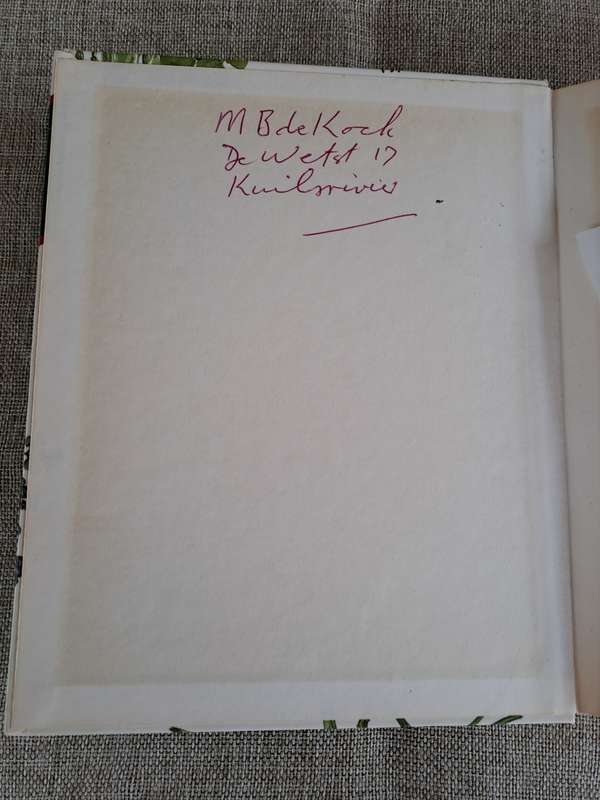 M B de Kock
De Wetst 17
Kuilsrivier